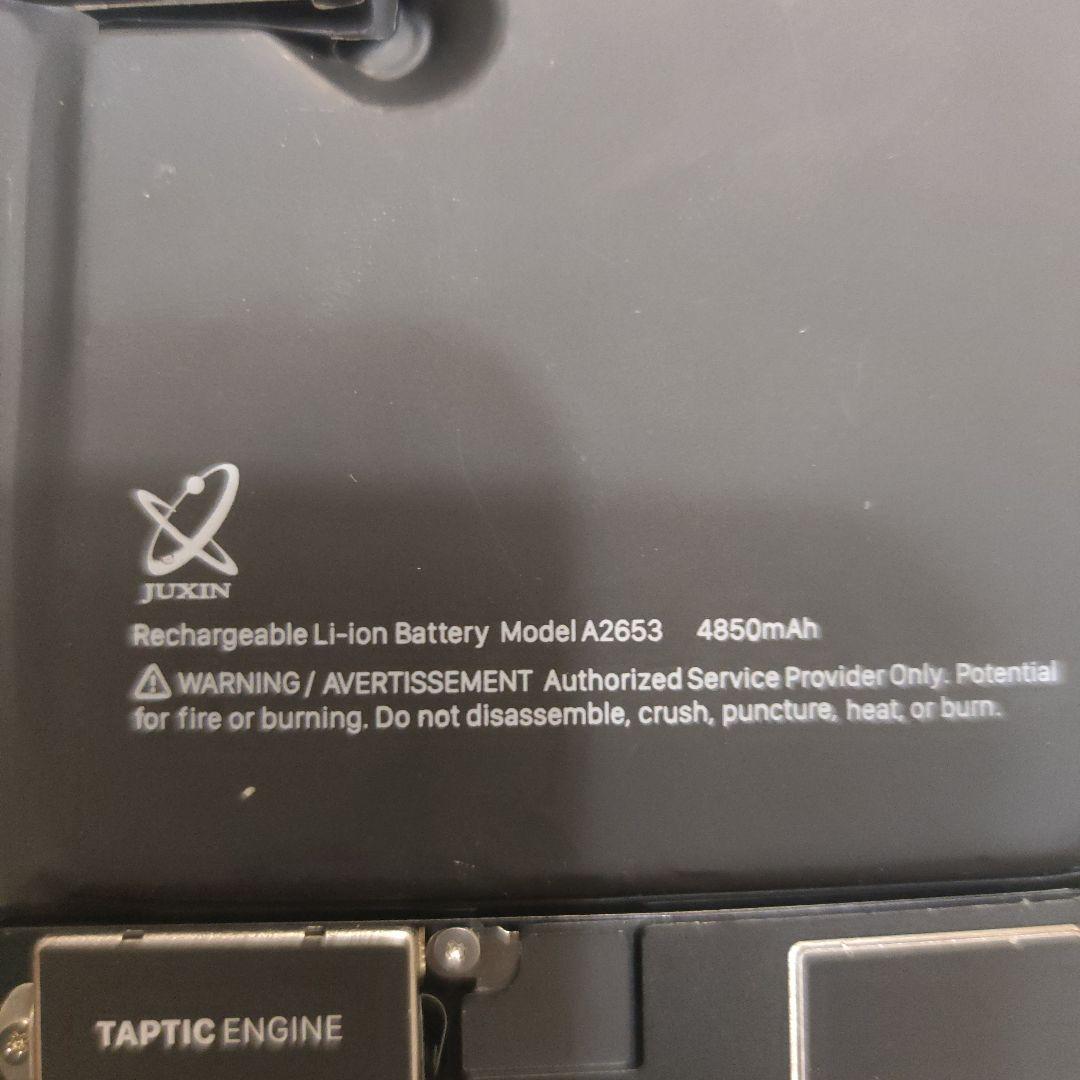 JUXIN
Rechargeable Li-ion Battery Model A2653 4850mAh
WARNING / AVERTISSEMENT Authorized Service Provider Only. Potential
for fire or burning. Do not disassemble, crush, puncture, heat, or burn.
TAPTIC ENGINE